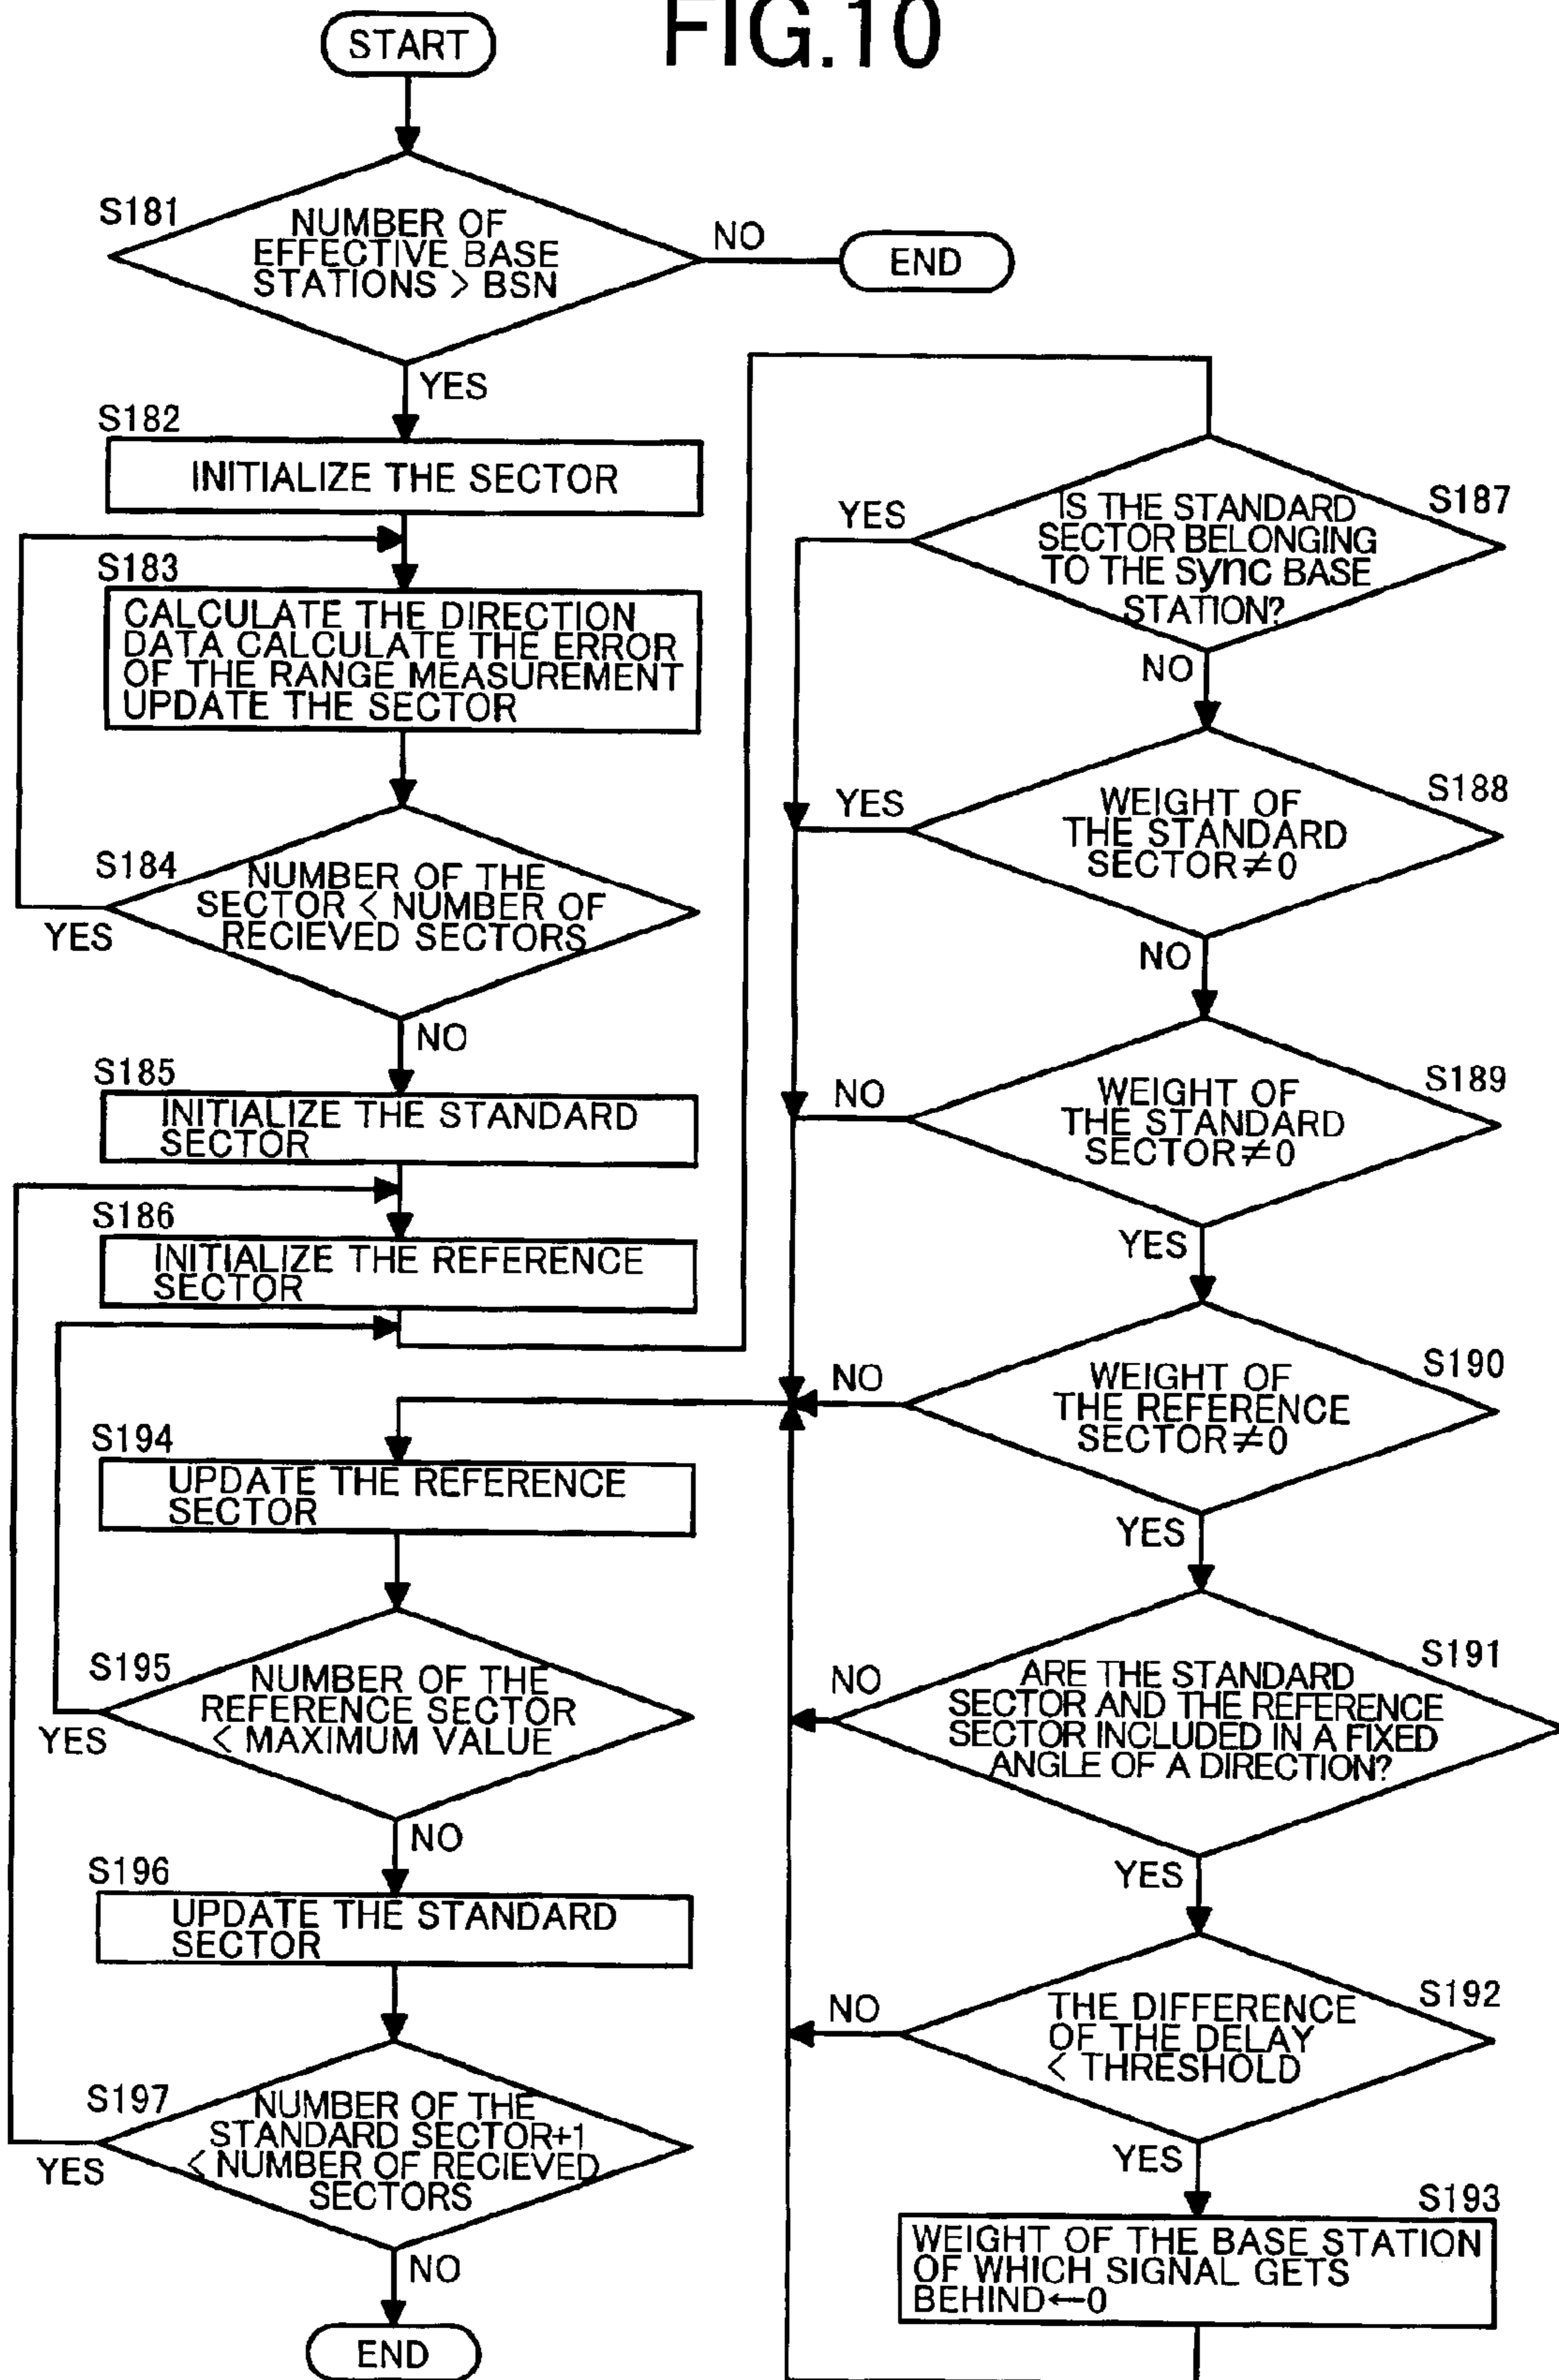 FIG.10
START
S181
NUMBER OF
EFFECTIVE BASE
STATIONS > BSN
NO
END
YES
S182
INITIALIZE THE SECTOR
S183
CALCULATE THE DIRECTION
DATA CALCULATE THE ERROR
OF THE RANGE MEASUREMENT
UPDATE THE SECTOR
S184
NUMBER OF THE
SECTOR < NUMBER OF
RECIEVED SECTORS
YES
NO
S185
INITIALIZE THE STANDARD
SECTOR
S186
INITIALIZE THE REFERENCE
SECTOR
S187
IS THE STANDARD
SECTOR BELONGING
TO THE sync BASE
STATION?
YES
NO
S188
WEIGHT OF
THE STANDARD
SECTOR≠0
YES
NO
S189
WEIGHT OF
THE STANDARD
SECTOR≠0
NO
YES
S190
WEIGHT OF
THE REFERENCE
SECTOR≠0
NO
YES
S191
ARE THE STANDARD
SECTOR AND THE REFERENCE
SECTOR INCLUDED IN A FIXED
ANGLE OF A DIRECTION?
NO
YES
S192
THE DIFFERENCE
OF THE DELAY
< THRESHOLD
NO
YES
S193
WEIGHT OF THE BASE STATION
OF WHICH SIGNAL GETS
BEHIND←0
S194
UPDATE THE REFERENCE
SECTOR
S195
NUMBER OF THE
REFERENCE SECTOR
< MAXIMUM VALUE
YES
NO
S196
UPDATE THE STANDARD
SECTOR
S197
NUMBER OF THE
STANDARD SECTOR+1
< NUMBER OF RECIEVED
SECTORS
YES
NO
END